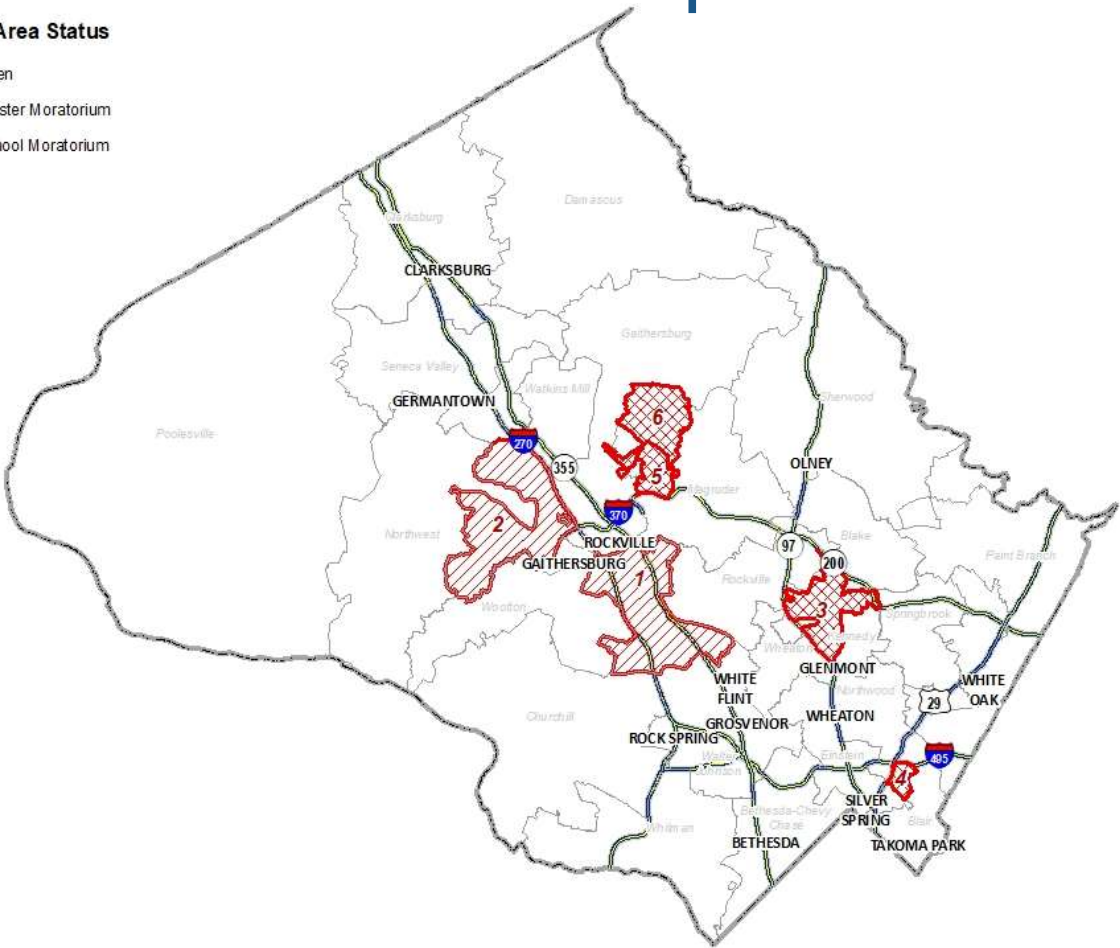 Area Status
en
ster Moratorium
ool Moratorium
Damascus
Clarksburg
CLARKSBURG
Gaithersburg
Seneca Valley
Watkins Mill
GERMANTOWN
Sherwood
Poolesville
6
270
355
OLNEY
5
Magruder
370
2
Northwest
ROCKVILLE
97
Blake
Paint Branch
GAITHERSBURG
200
1
Rockville
Wootton
3
Springbrook
Kennedy
Wheaton
GLENMONT
WHITE
FLINT
Northwood
WHITE
OAK
29
Churchill
GROSVENOR
WHEATON
ROCK SPRING
Walter
Johnson
Einstein
495
4
SILVER
SPRING
Bethesda-Chevy
Chase
Blair
Whitman
BETHESDA
TAKOMA PARK